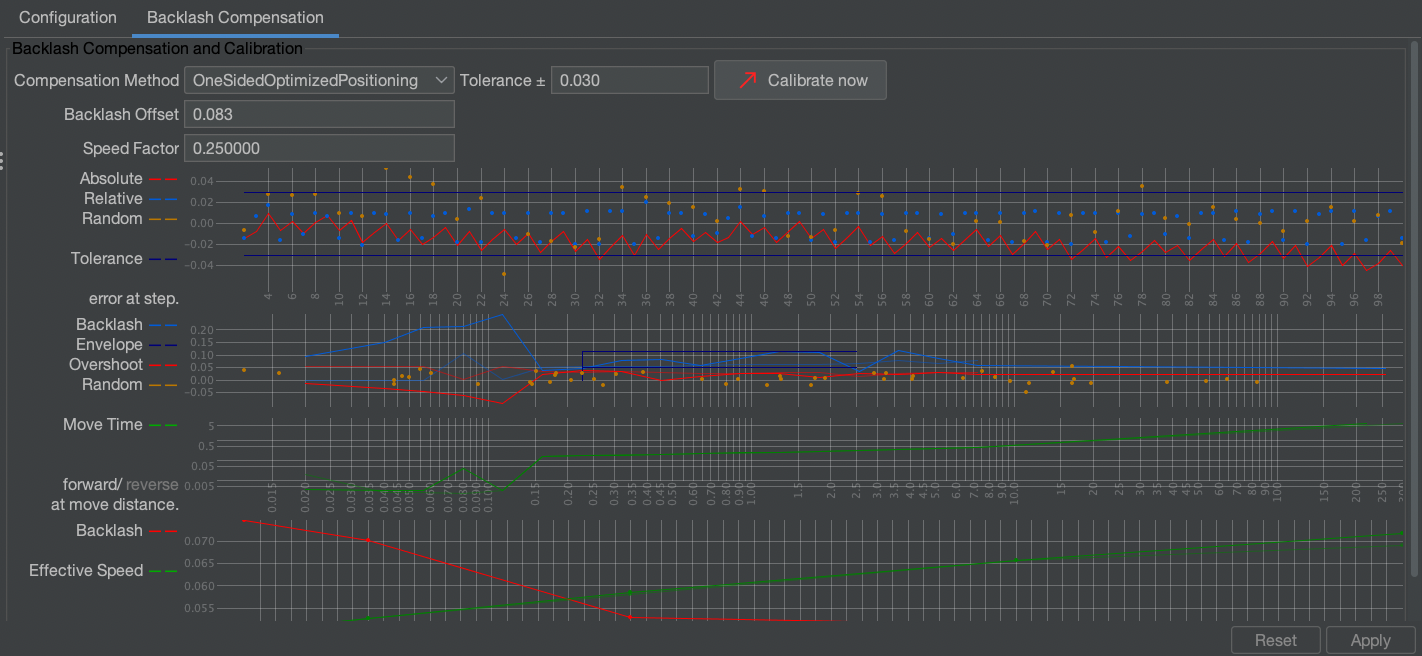 Configuration Backlash Compensation
Backlash Compensation and Calibration
Compensation Method OneSidedOptimizedPositioning Tolerance ± 0.030 Calibrate now
Backlash Offset 0.083
Speed Factor 0.250000
Absolute
Relative
Random
Tolerance
error at step.
0.04
0.02
0.00
-0.02
-0.04
4 6 8 10 12 14 16 18 20 22 24 26 28 30 32 34 36 38 40 42 44 46 48 50 52 54 56 58 60 62 64 66 68 70 72 74 76 78 80 82 84 86 88 90 92 94 96 98
Backlash
Envelope
Overshoot
Random
0.20
0.15
0.10
0.05
0.00
-0.05
Move Time
forward/ reverse
at move distance.
5
0.5
0.05
0.005
0.015 0.020 0.025 0.030 0.035 0.040 0.045 0.050 0.060 0.070 0.080 0.090 0.100 0.15 0.20 0.25 0.30 0.35 0.40 0.45 0.50 0.60 0.70 0.80 0.90 1.00 1.5 2.0 2.5 3.0 3.5 4.0 4.5 5.0 6.0 7.0 8.0 9.0 10.0 15 20 25 30 35 40 45 50 60 70 80 90 100 150 200 250
Backlash
Effective Speed
0.070
0.065
0.060
0.055
Reset Apply